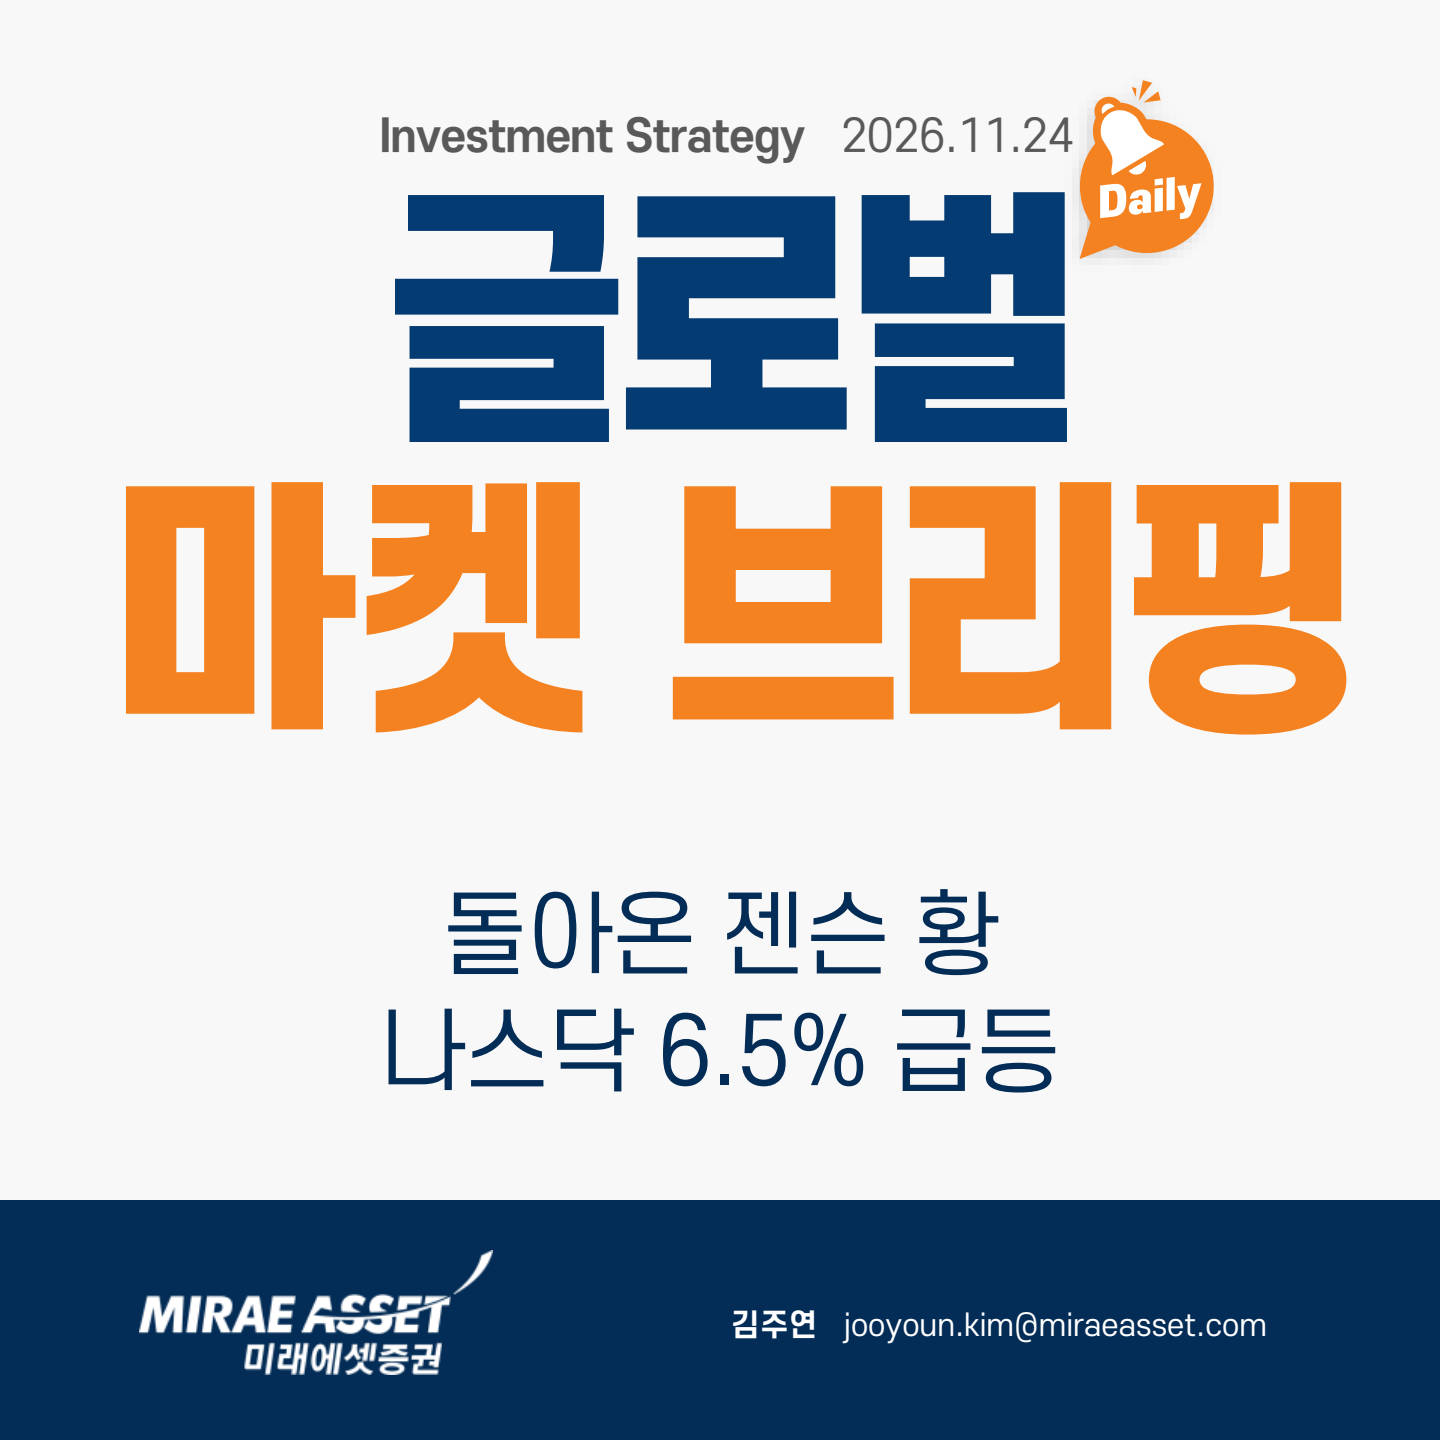 Investment Strategy 2026.11.24
Daily
글로벌
마켓 브리핑
돌아온 젠슨 황
나스닥 6.5% 급등
MIRAE ASSET
미래에셋증권
김주연 jooyoun.kim@miraeasset.com